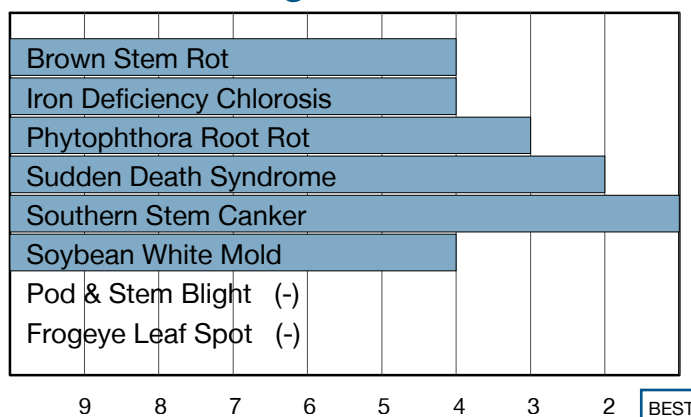 Brown Stem Rot
Iron Deficiency Chlorosis
Phytophthora Root Rot
Sudden Death Syndrome
Southern Stem Canker
Soybean White Mold
Pod & Stem Blight (-)
Frogeye Leaf Spot (-)
9 8 7 6 5 4 3 2 BEST